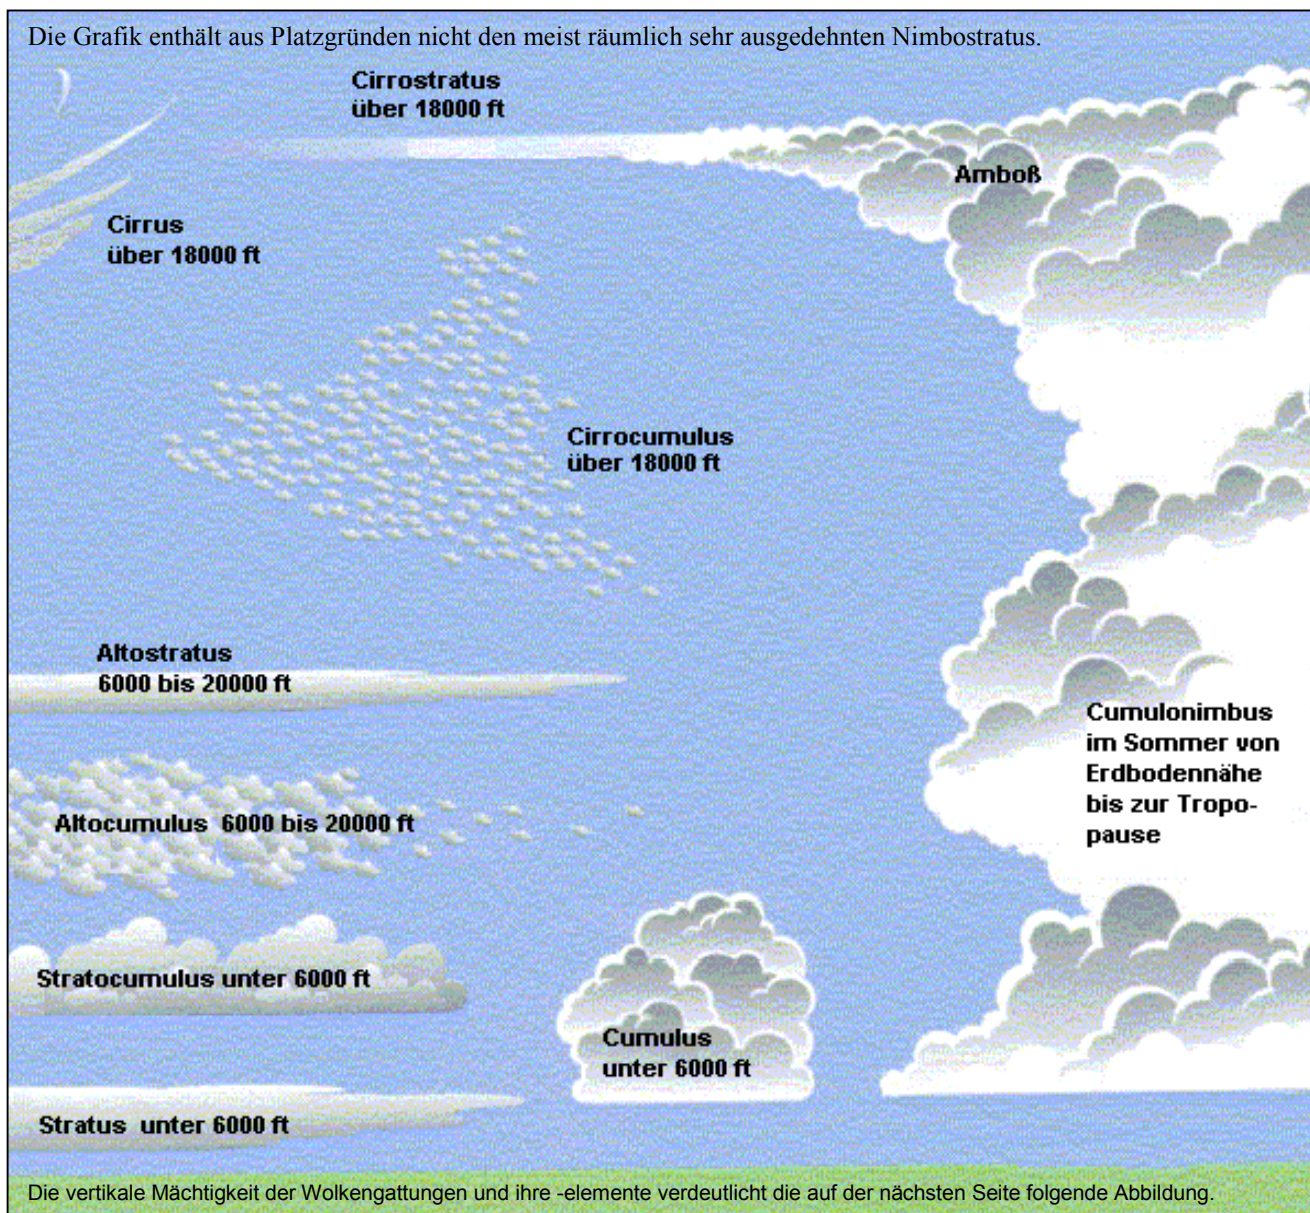 Die Grafik enthält aus Platzgründen nicht den meist räumlich sehr ausgedehnten Nimbostratus.
Cirrostratus
über 18000 ft
Amboß
Cirrus
über 18000 ft
Cirrocumulus
über 18000 ft
Altostratus
6000 bis 20000 ft
Cumulonimbus
im Sommer von
Erdbodennähe
bis zur Tropo-
pause
Altocumulus 6000 bis 20000 ft
Stratocumulus unter 6000 ft
Cumulus
unter 6000 ft
Stratus unter 6000 ft
Die vertikale Mächtigkeit der Wolkengattungen und ihre -elemente verdeutlicht die auf der nächsten Seite folgende Abbildung.